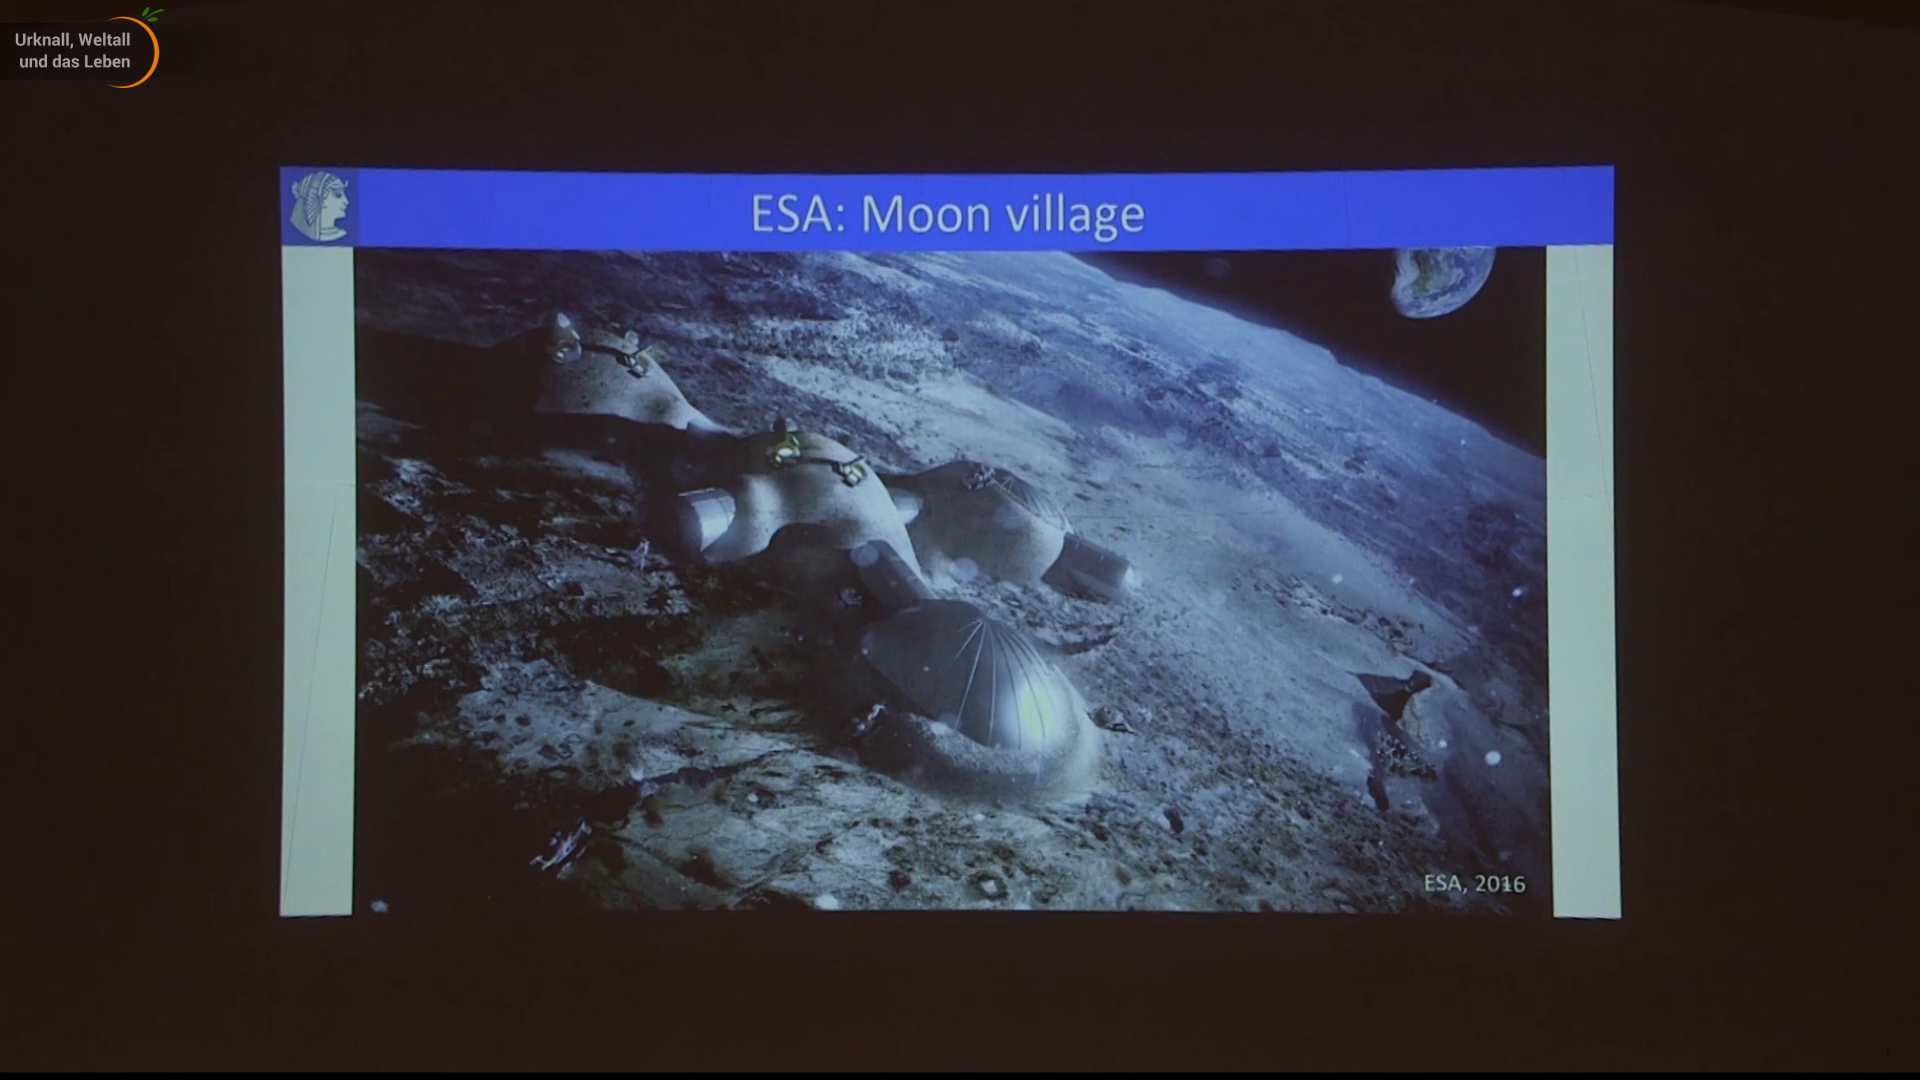 Urknall, Weltall
und das Leben
ESA: Moon village
ESA, 2016